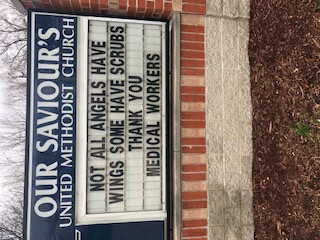 OUR SAVIOUR'S
UNITED METHODIST CHURCH
NOT ALL ANGELS HAVE
WINGS SOME HAVE SCRUBS
THANK YOU
MEDICAL WORKERS